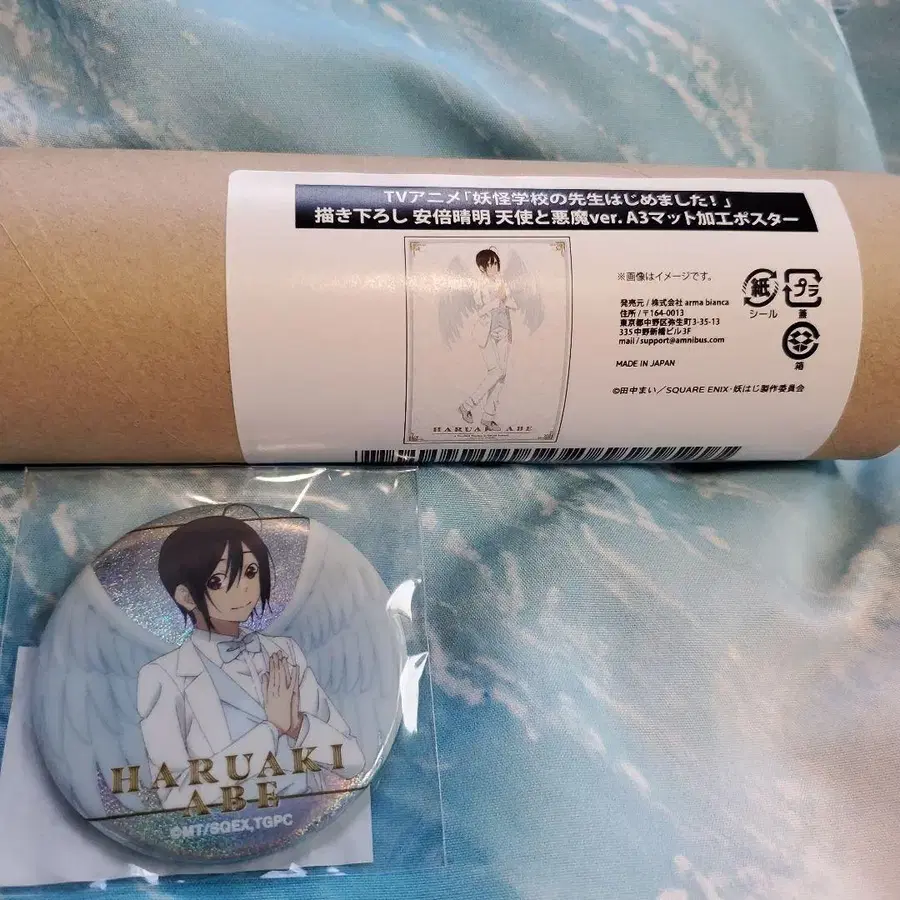 TVアニメ「妖怪学校の先生はじめました！」
描き下ろし 安倍晴明 天使と悪魔ver. A3マット加工ポスター
※画像はイメージです。
発売元 / 株式会社 arma bianca
住所 / 〒164-0013
東京都中野区弥生町3-35-13
335中野新橋ビル3F
mail / support@amnibus.com
MADE IN JAPAN
©田中まい／SQUARE ENIX・妖はじ製作委員会
紙
シール
プラ
蓋
箱
HARUAKI ABE
HARUAKI
ABE
©MT/SQEX,TGPC